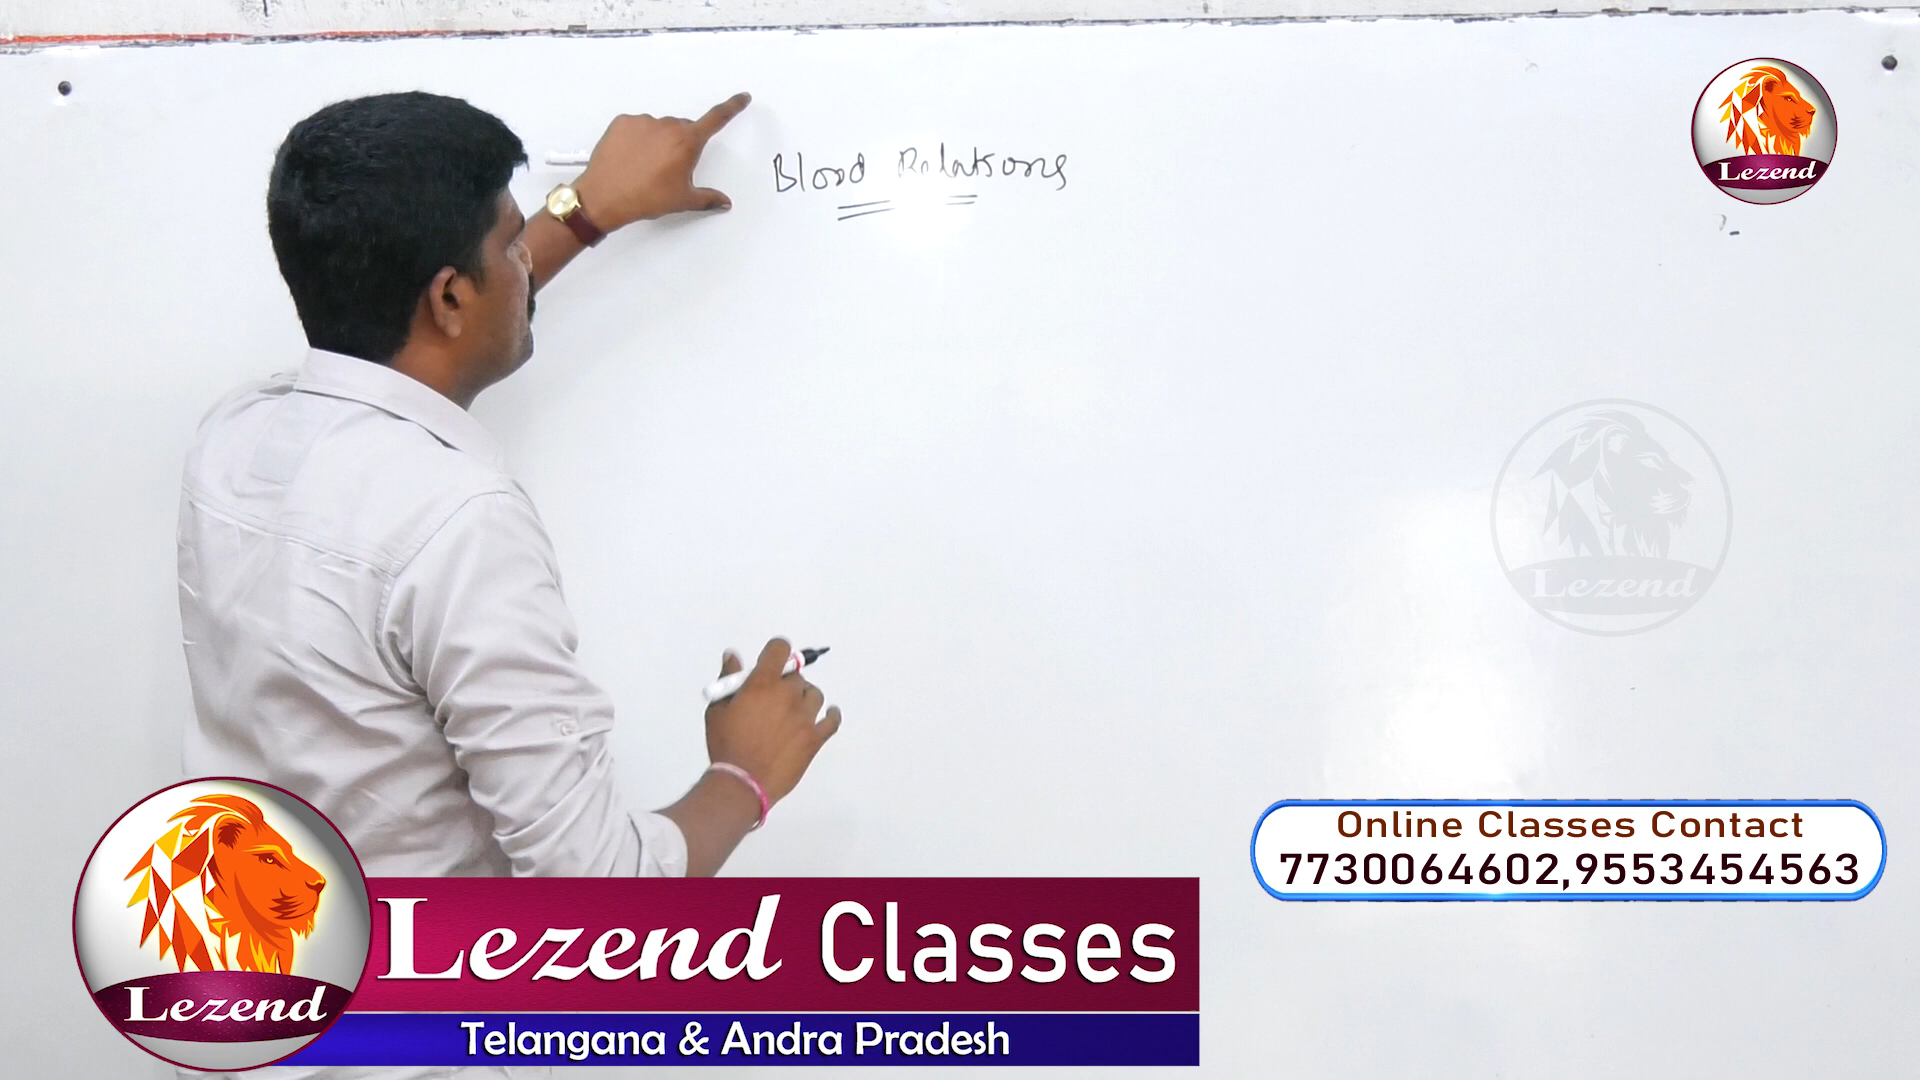 Blood Relations
Lezend
Lezend
Online Classes Contact
7730064602,9553454563
Lezend Classes
Lezend
Telangana & Andra Pradesh